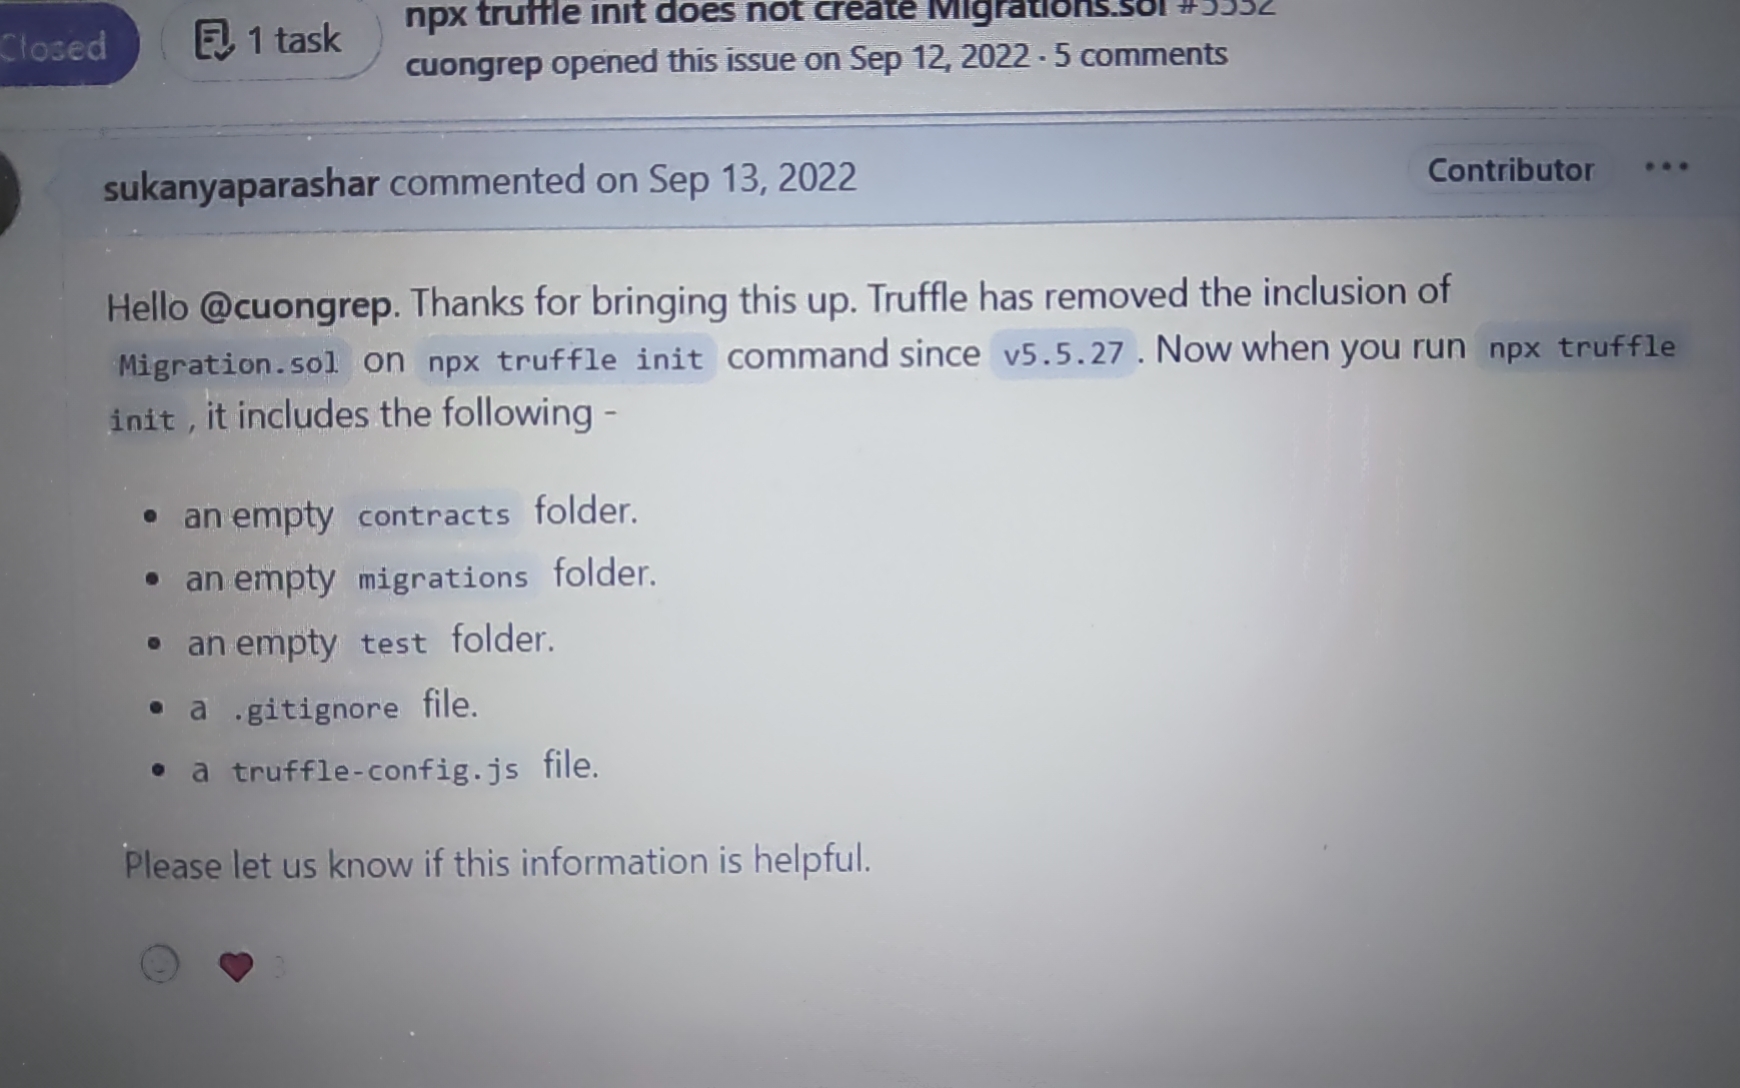 Closed
1 task
npx truffle init does not create Migrations.sol #5532
cuongrep opened this issue on Sep 12, 2022 · 5 comments
sukanyaparashar commented on Sep 13, 2022
Contributor
Hello @cuongrep. Thanks for bringing this up. Truffle has removed the inclusion of
Migration.sol on npx truffle init command since v5.5.27 . Now when you run npx truffle
init , it includes the following -
• an empty contracts folder.
• an empty migrations folder.
• an empty test folder.
• a .gitignore file.
• a truffle-config.js file.
Please let us know if this information is helpful.
3